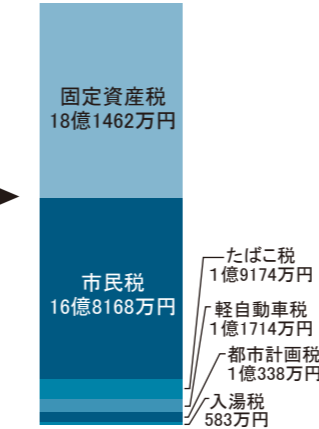 固定資産税
18億1462万円
市民税
16億8168万円
たばこ税
1億9174万円
軽自動車税
1億1714万円
都市計画税
1億338万円
入湯税
583万円